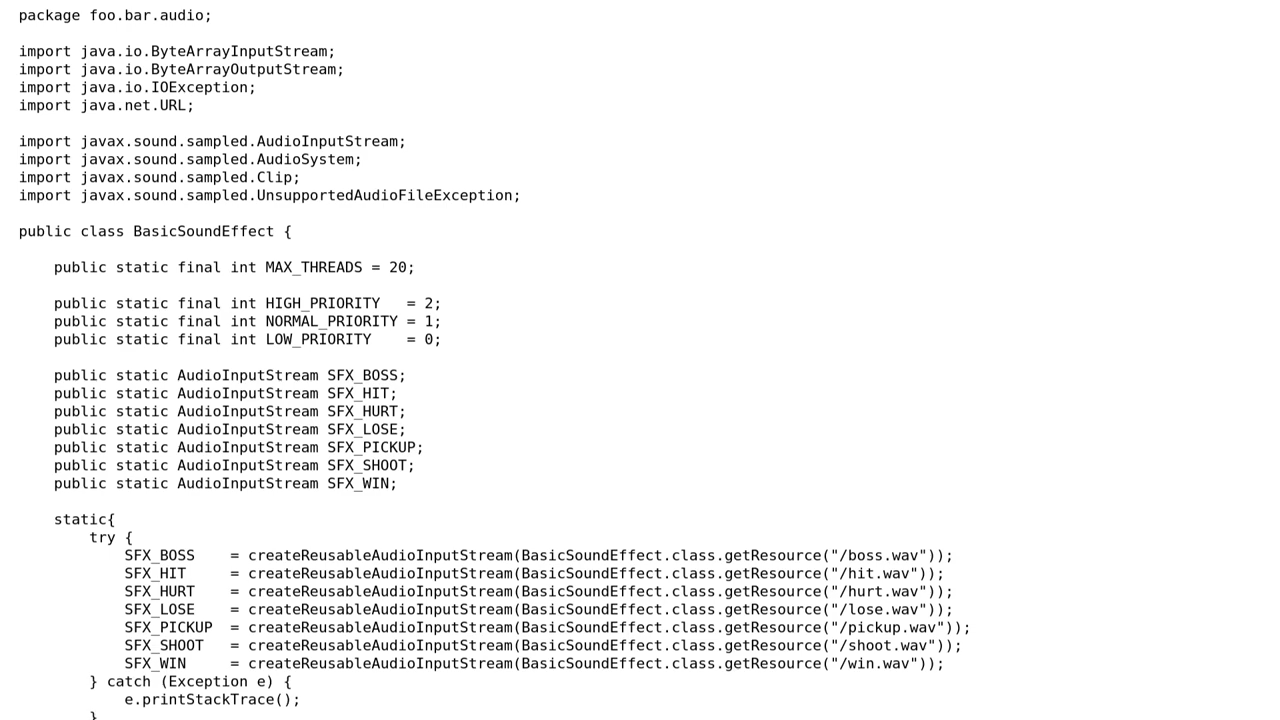 package foo.bar.audio;

import java.io.ByteArrayInputStream;
import java.io.ByteArrayOutputStream;
import java.io.IOException;
import java.net.URL;

import javax.sound.sampled.AudioInputStream;
import javax.sound.sampled.AudioSystem;
import javax.sound.sampled.Clip;
import javax.sound.sampled.UnsupportedAudioFileException;

public class BasicSoundEffect {

    public static final int MAX_THREADS = 20;

    public static final int HIGH_PRIORITY   = 2;
    public static final int NORMAL_PRIORITY = 1;
    public static final int LOW_PRIORITY    = 0;

    public static AudioInputStream SFX_BOSS;
    public static AudioInputStream SFX_HIT;
    public static AudioInputStream SFX_HURT;
    public static AudioInputStream SFX_LOSE;
    public static AudioInputStream SFX_PICKUP;
    public static AudioInputStream SFX_SHOOT;
    public static AudioInputStream SFX_WIN;

    static{
        try {
            SFX_BOSS    = createReusableAudioInputStream(BasicSoundEffect.class.getResource("/boss.wav"));
            SFX_HIT     = createReusableAudioInputStream(BasicSoundEffect.class.getResource("/hit.wav"));
            SFX_HURT    = createReusableAudioInputStream(BasicSoundEffect.class.getResource("/hurt.wav"));
            SFX_LOSE    = createReusableAudioInputStream(BasicSoundEffect.class.getResource("/lose.wav"));
            SFX_PICKUP  = createReusableAudioInputStream(BasicSoundEffect.class.getResource("/pickup.wav"));
            SFX_SHOOT   = createReusableAudioInputStream(BasicSoundEffect.class.getResource("/shoot.wav"));
            SFX_WIN     = createReusableAudioInputStream(BasicSoundEffect.class.getResource("/win.wav"));
        } catch (Exception e) {
            e.printStackTrace();
        }